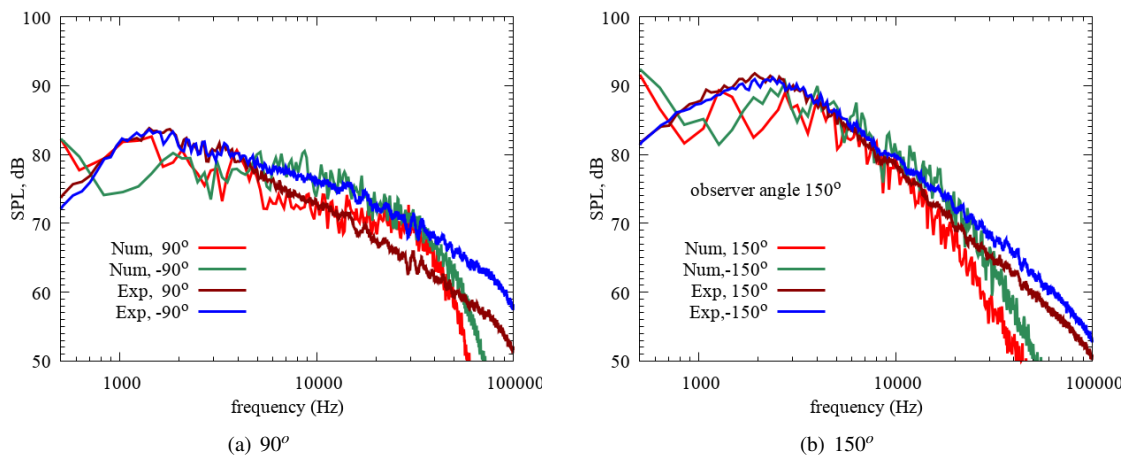 100
90
80
70
60
50
SPL, dB
Num, 90°
Num, -90°
Exp, 90°
Exp, -90°
1000
10000
100000
frequency (Hz)
(a) 90°
100
90
80
70
60
50
SPL, dB
observer angle 150°
Num, 150°
Num,-150°
Exp, 150°
Exp,-150°
1000
10000
100000
frequency (Hz)
(b) 150°